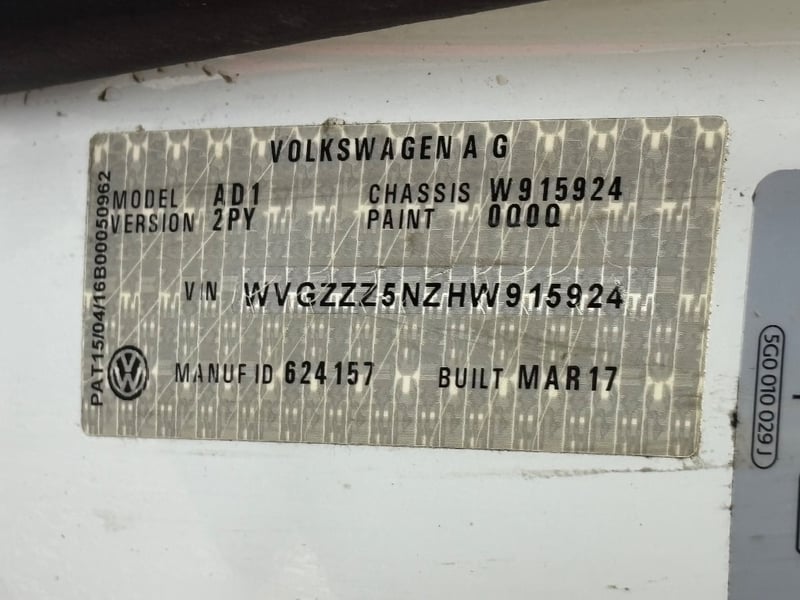 VOLKSWAGEN AG
MODEL AD1 CHASSIS W915924
VERSION 2PY PAINT 0Q0Q
VIN WVGZZZ5NZHW915924
MANUF ID 624157 BUILT MAR17
PAT15/04/16B00050962
5G0 010 029 J